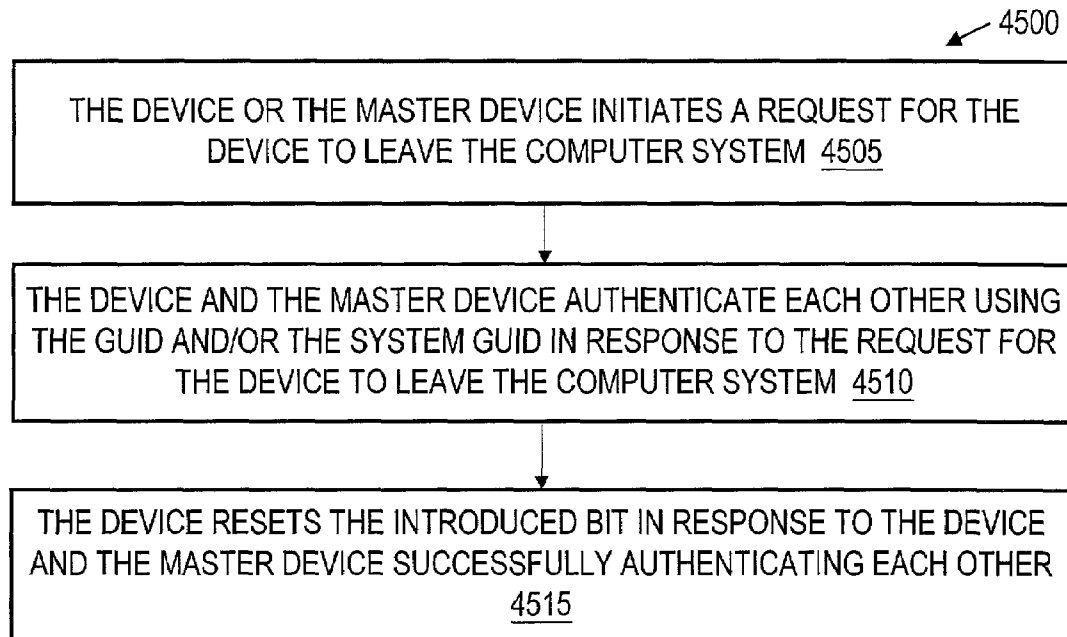 4500
THE DEVICE OR THE MASTER DEVICE INITIATES A REQUEST FOR THE
DEVICE TO LEAVE THE COMPUTER SYSTEM 4505
THE DEVICE AND THE MASTER DEVICE AUTHENTICATE EACH OTHER USING
THE GUID AND/OR THE SYSTEM GUID IN RESPONSE TO THE REQUEST FOR
THE DEVICE TO LEAVE THE COMPUTER SYSTEM 4510
THE DEVICE RESETS THE INTRODUCED BIT IN RESPONSE TO THE DEVICE
AND THE MASTER DEVICE SUCCESSFULLY AUTHENTICATING EACH OTHER
4515